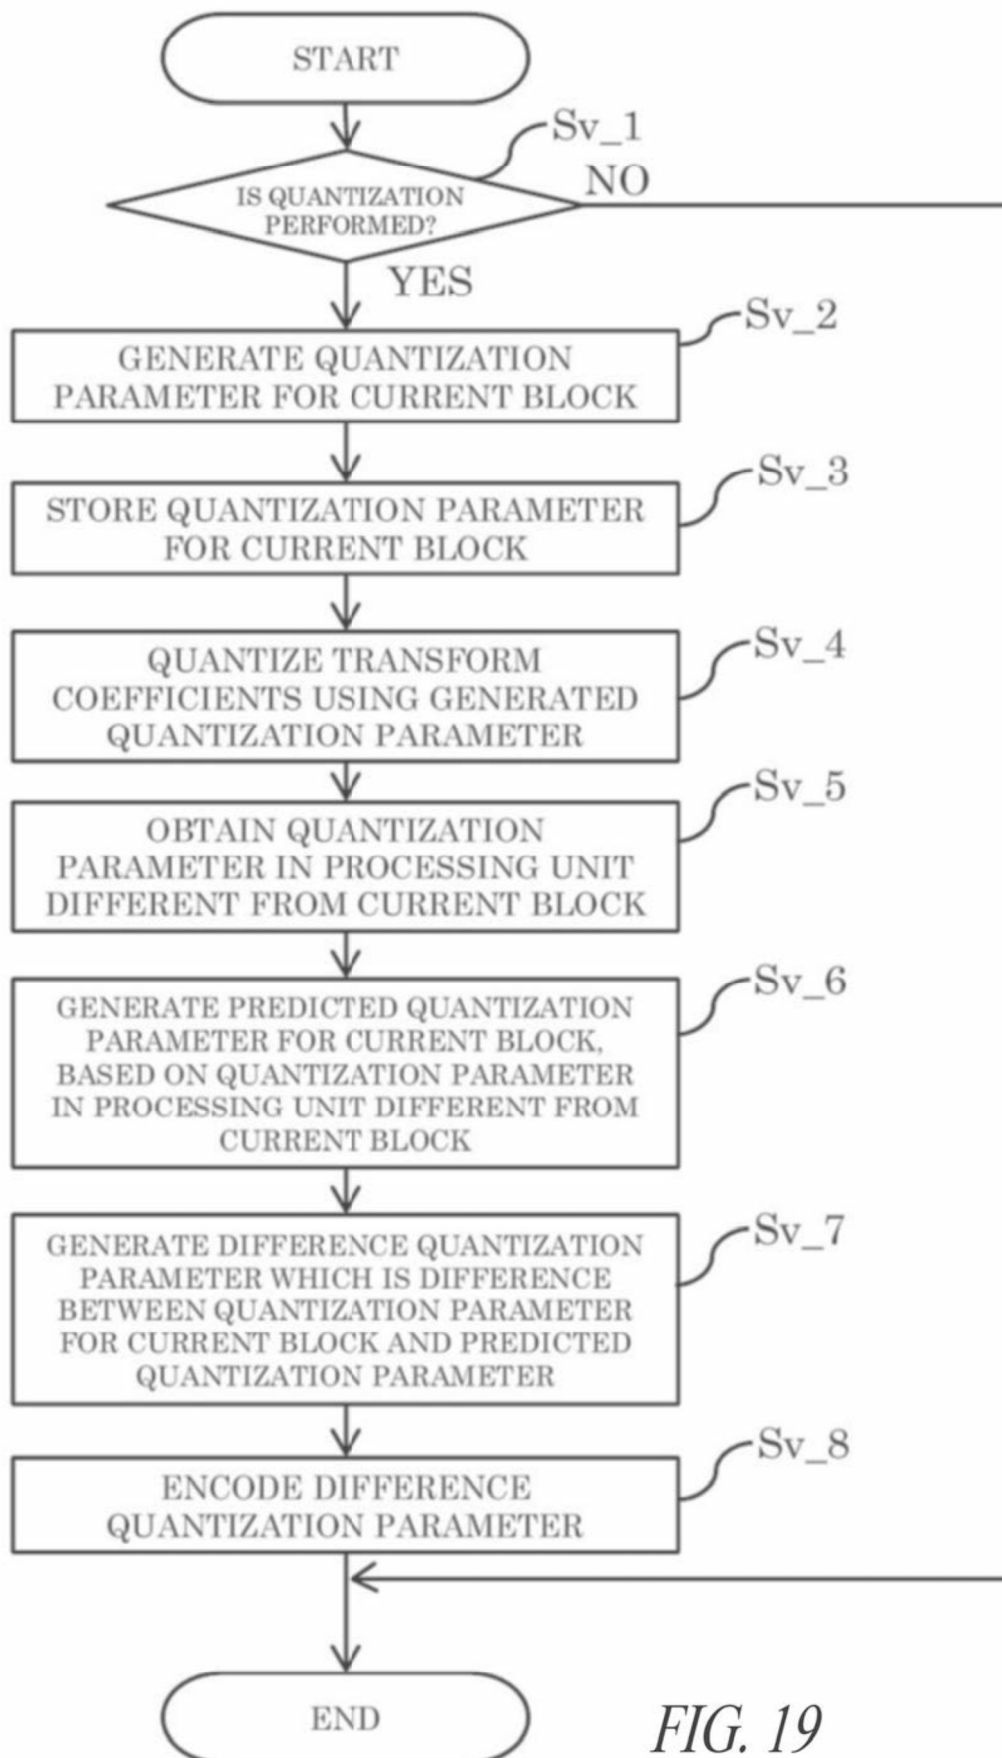 START
Sv_1
IS QUANTIZATION
PERFORMED?
NO
YES
Sv_2
GENERATE QUANTIZATION
PARAMETER FOR CURRENT BLOCK
Sv_3
STORE QUANTIZATION PARAMETER
FOR CURRENT BLOCK
Sv_4
QUANTIZE TRANSFORM
COEFFICIENTS USING GENERATED
QUANTIZATION PARAMETER
Sv_5
OBTAIN QUANTIZATION
PARAMETER IN PROCESSING UNIT
DIFFERENT FROM CURRENT BLOCK
Sv_6
GENERATE PREDICTED QUANTIZATION
PARAMETER FOR CURRENT BLOCK,
BASED ON QUANTIZATION PARAMETER
IN PROCESSING UNIT DIFFERENT FROM
CURRENT BLOCK
Sv_7
GENERATE DIFFERENCE QUANTIZATION
PARAMETER WHICH IS DIFFERENCE
BETWEEN QUANTIZATION PARAMETER
FOR CURRENT BLOCK AND PREDICTED
QUANTIZATION PARAMETER
Sv_8
ENCODE DIFFERENCE
QUANTIZATION PARAMETER
END
FIG. 19